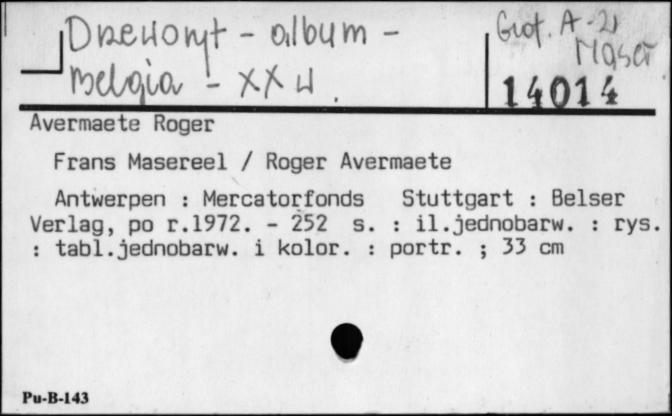 Drzeworyt - album -
Graf. A-21
Maser
Belgia - XX w.
14014
Avermaete Roger
Frans Masereel / Roger Avermaete
Antwerpen : Mercatorfonds Stuttgart : Belser
Verlag, po r.1972. - 252 s. : il.jednobarw. : rys.
: tabl.jednobarw. i kolor. : portr. ; 33 cm
Pu-B-143